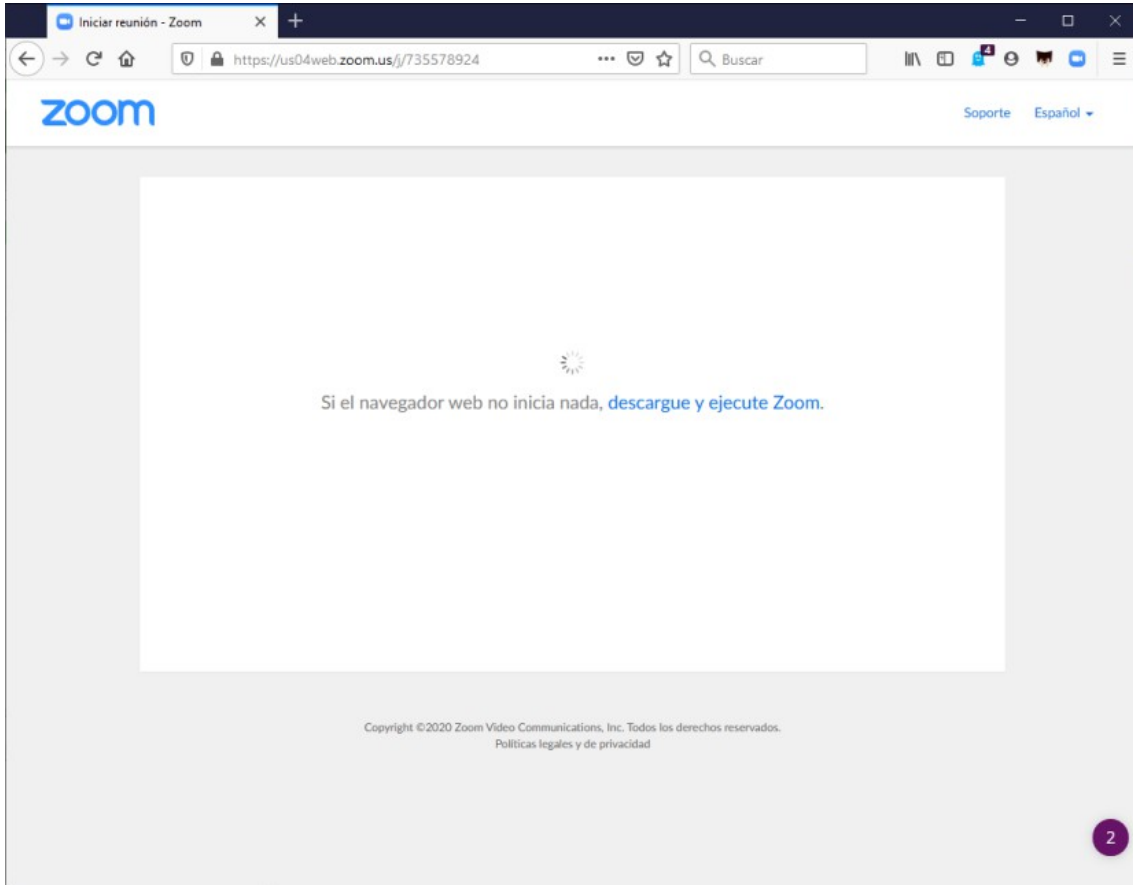 Iniciar reunión - Zoom
https://us04web.zoom.us/j/735578924
Buscar
4
zoom
Soporte
Español
Si el navegador web no inicia nada, descargue y ejecute Zoom.
Copyright ©2020 Zoom Video Communications, Inc. Todos los derechos reservados.
Políticas legales y de privacidad
2